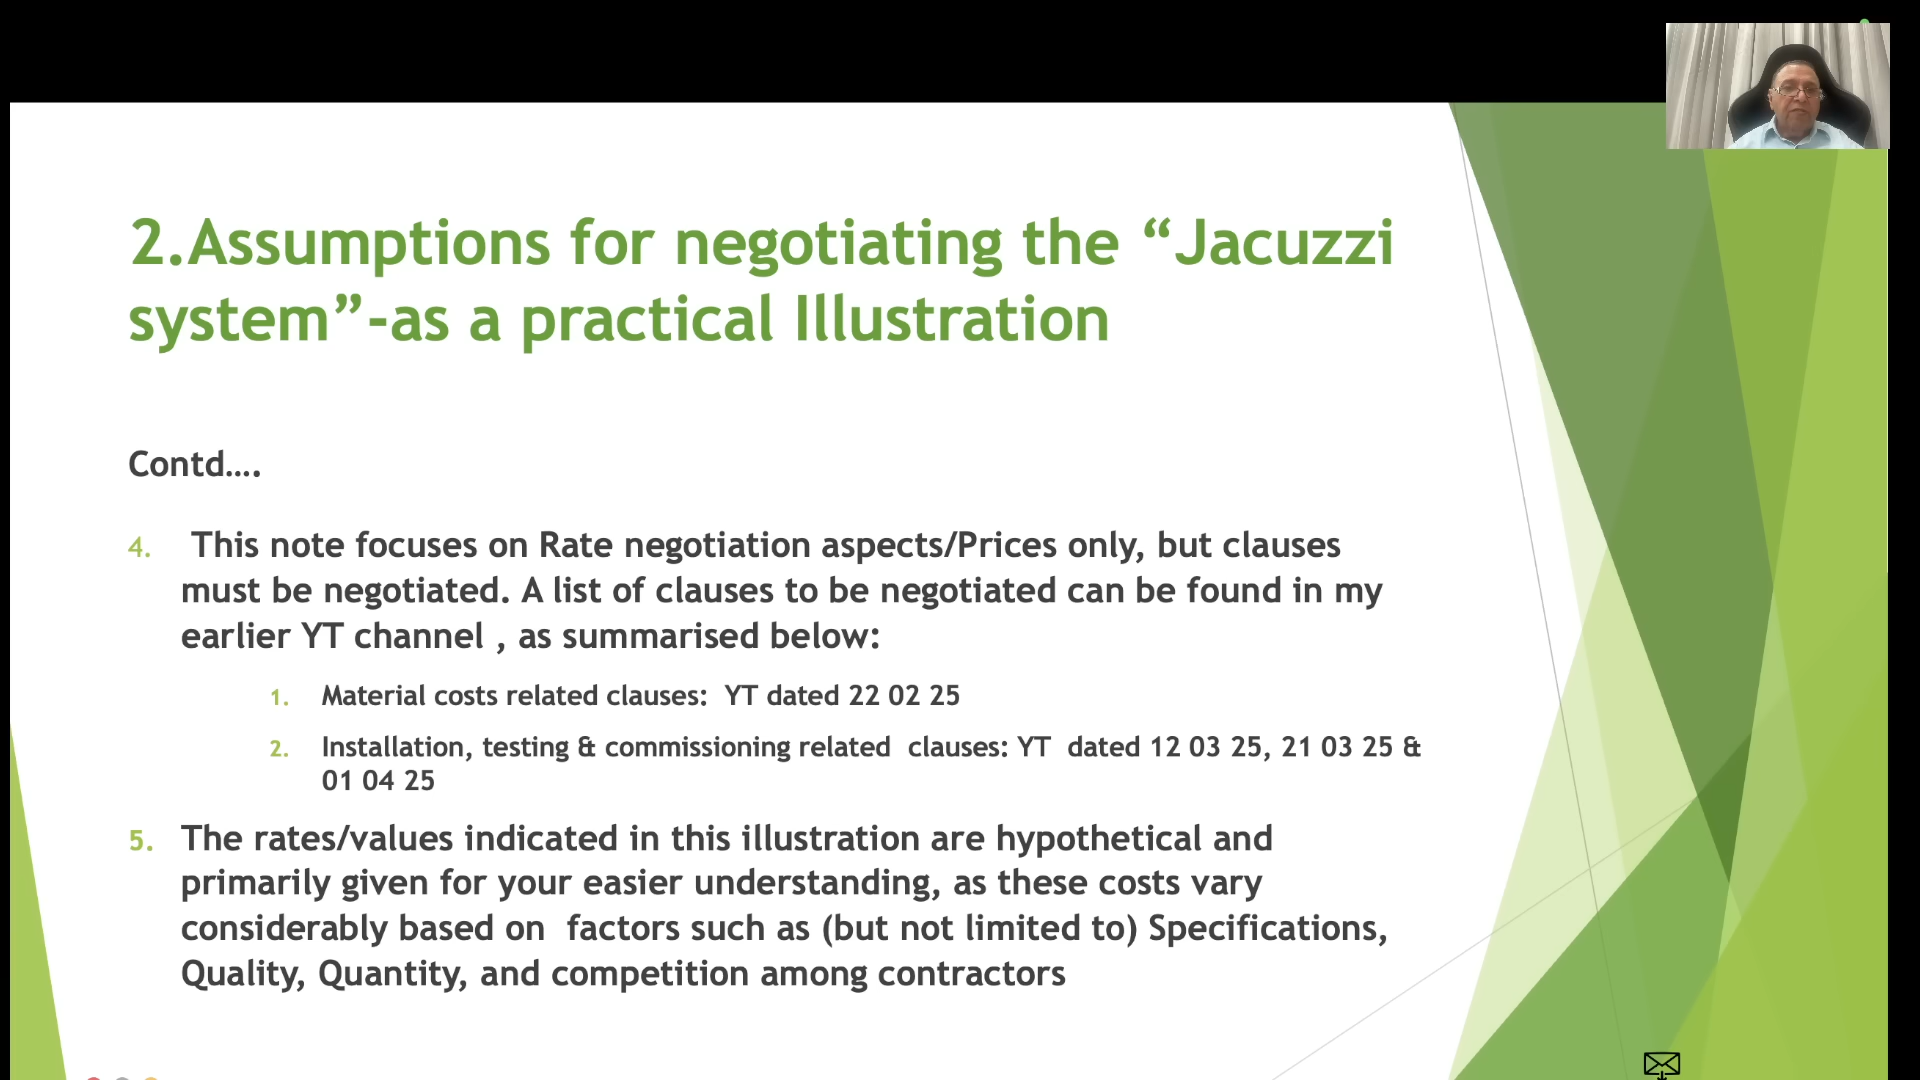 2.Assumptions for negotiating the “Jacuzzi
system”-as a practical Illustration
Contd….
4. This note focuses on Rate negotiation aspects/Prices only, but clauses
must be negotiated. A list of clauses to be negotiated can be found in my
earlier YT channel , as summarised below:
1. Material costs related clauses: YT dated 22 02 25
2. Installation, testing & commissioning related clauses: YT dated 12 03 25, 21 03 25 &
01 04 25
5. The rates/values indicated in this illustration are hypothetical and
primarily given for your easier understanding, as these costs vary
considerably based on factors such as (but not limited to) Specifications,
Quality, Quantity, and competition among contractors